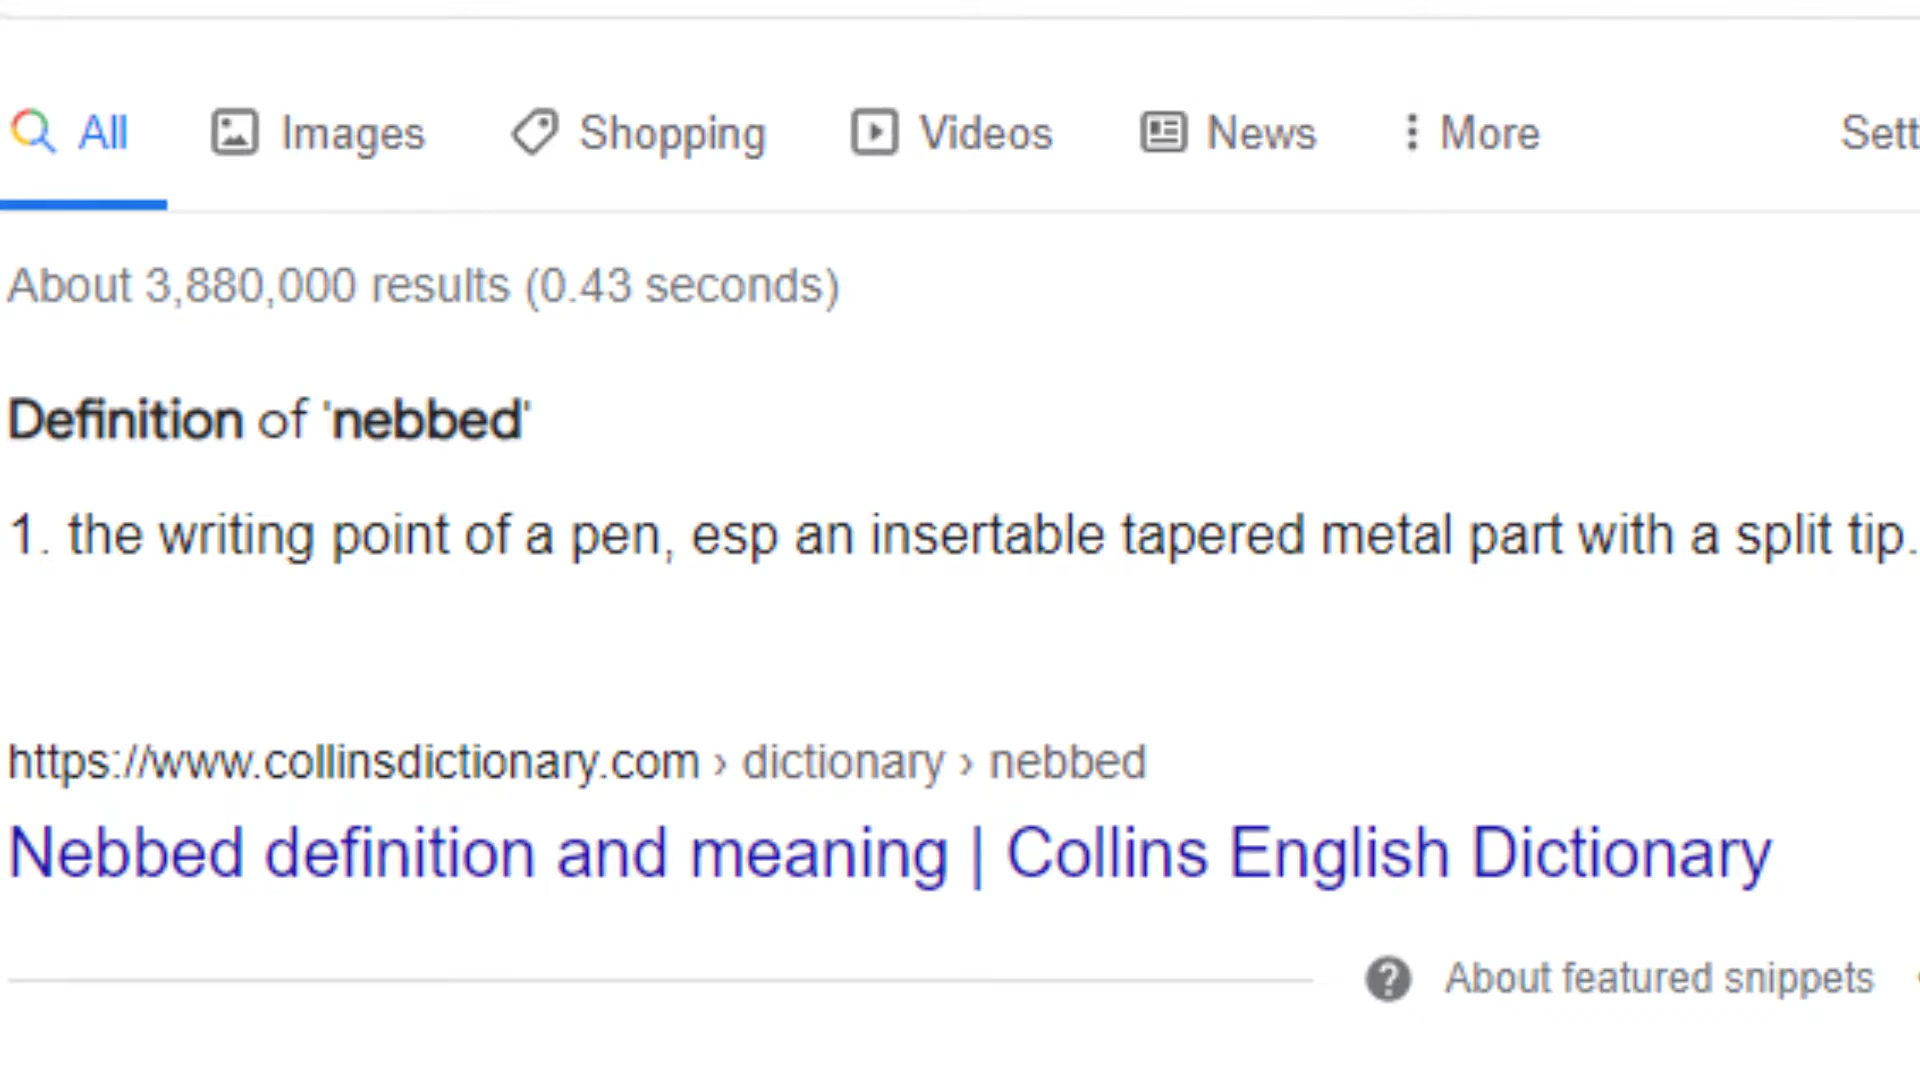 All Images Shopping Videos News More Sett
About 3,880,000 results (0.43 seconds)
Definition of 'nebbed'
1. the writing point of a pen, esp an insertable tapered metal part with a split tip.
https://www.collinsdictionary.com › dictionary › nebbed
Nebbed definition and meaning | Collins English Dictionary
About featured snippets